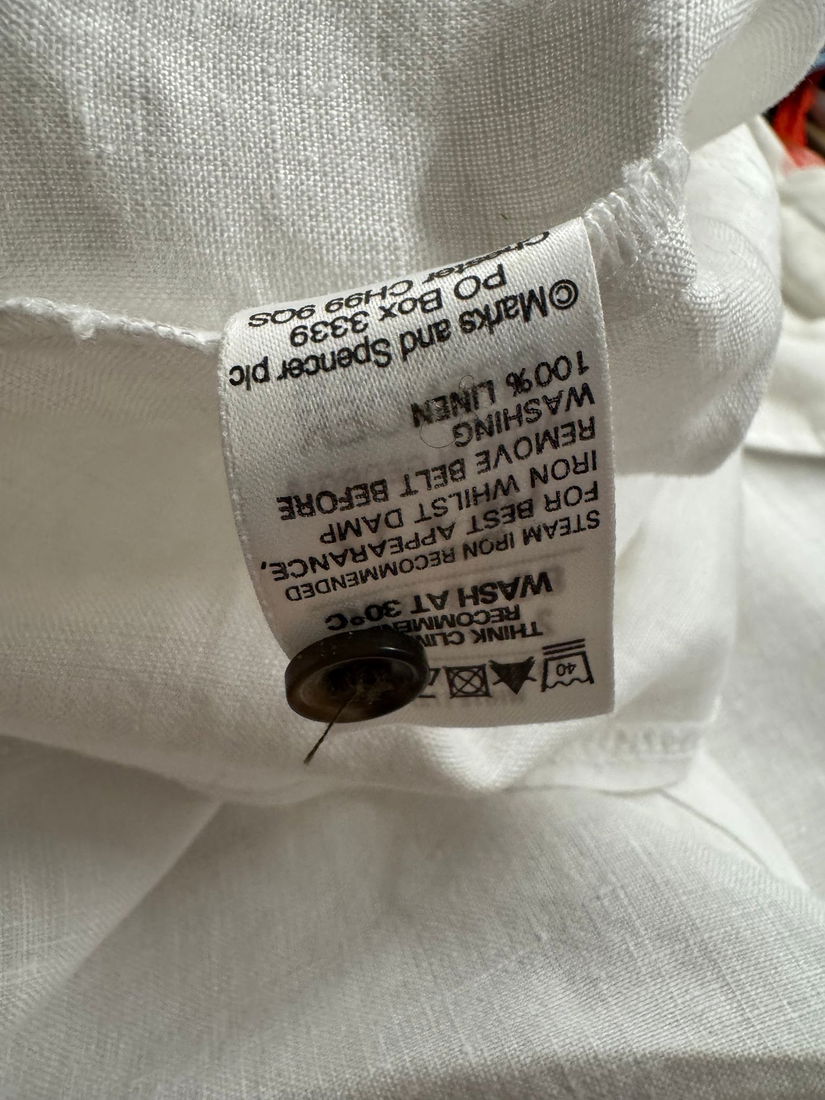 40
THINK
WASH AT 30°C
STEAM IRON RECOMMENDED
FOR BEST APPEARANCE,
IRON WHILST DAMP
REMOVE BELT BEFORE
WASHING
100% LINEN
©Marks and Spencer plc
PO Box 3339
Chester CH99 9QS